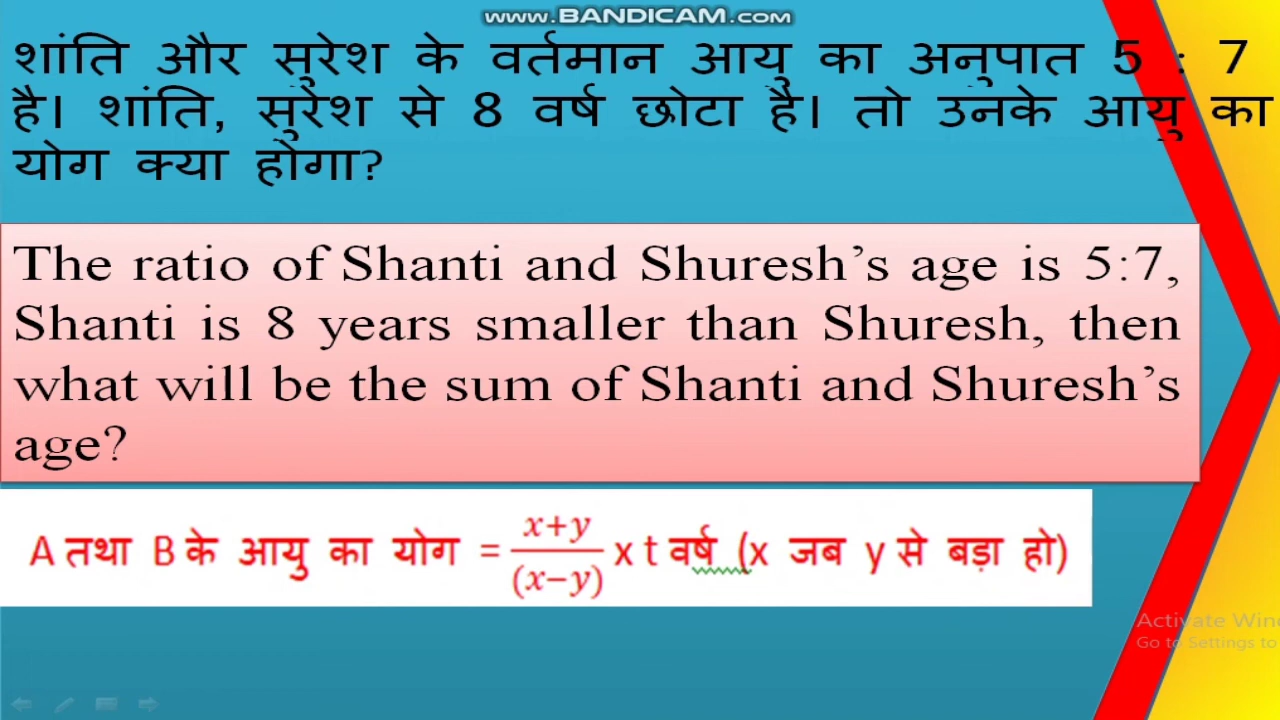 www.BANDICAM.com
शांति और सुरेश के वर्तमान आयु का अनुपात 5 : 7
है। शांति, सुरेश से 8 वर्ष छोटा है। तो उनके आयु का
योग क्या होगा?
The ratio of Shanti and Shuresh’s age is 5:7,
Shanti is 8 years smaller than Shuresh, then
what will be the sum of Shanti and Shuresh’s
age?
A तथा B के आयु का योग = \frac{x+y}{(x−y)} x t वर्ष (x जब y से बड़ा हो)
Activate Win
Go to Settings to